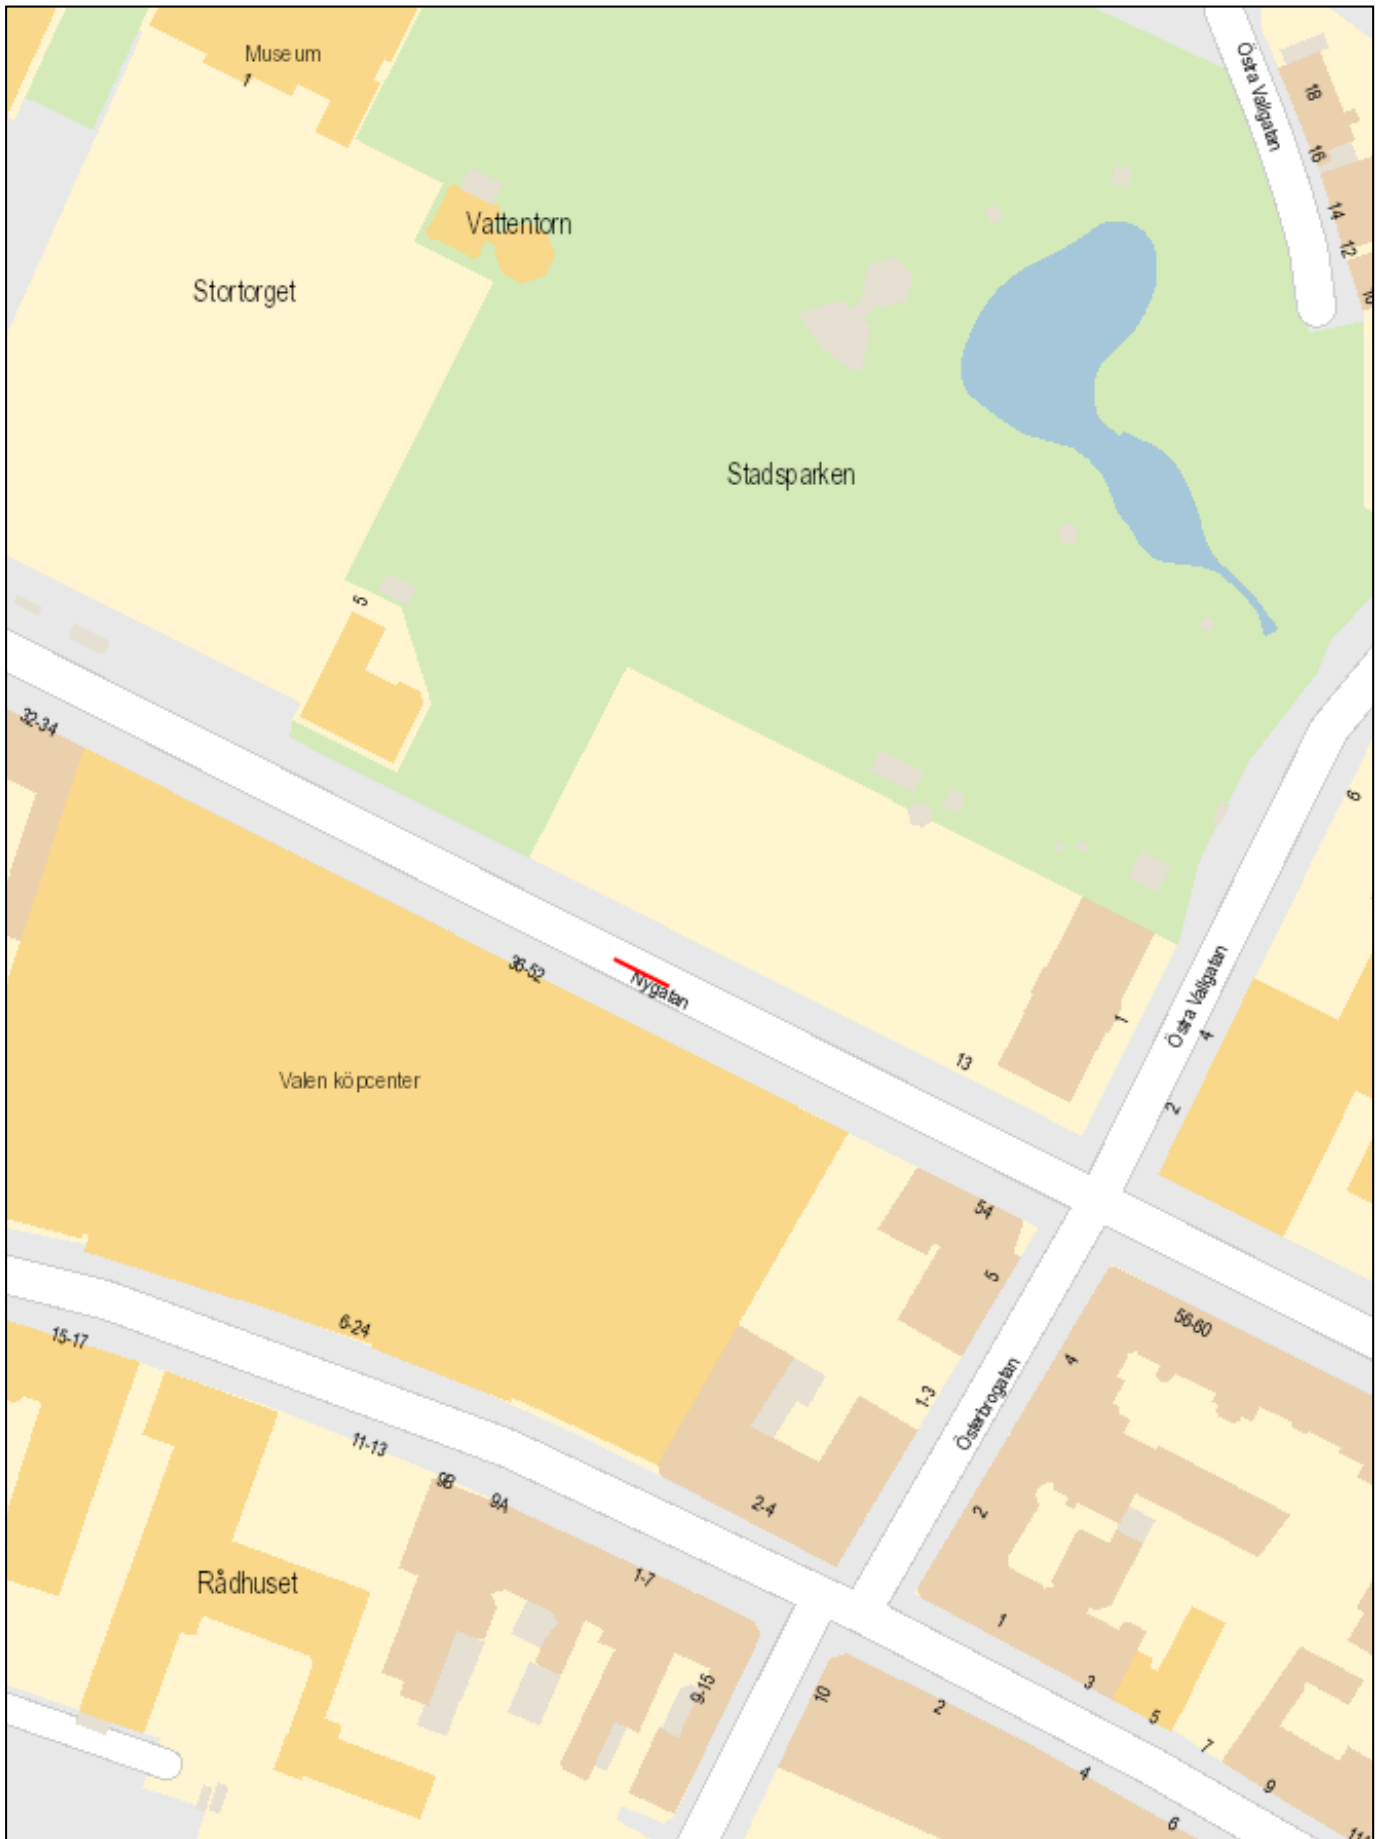 Museum
1
Östra Vallgatan
18
16
14
12
Vattentorn
Stortorget
Stadsparken
5
32-34
6
36-52
Nygatan
Östra Vallgatan
1
4
13
2
Valen köpcenter
54
5
56-60
4
6-24
15-17
1-3
Österbrogatan
11-13
9B
9A
2-4
2
1-7
Rådhuset
1
3
9-15
10
2
5
7
4
9
6